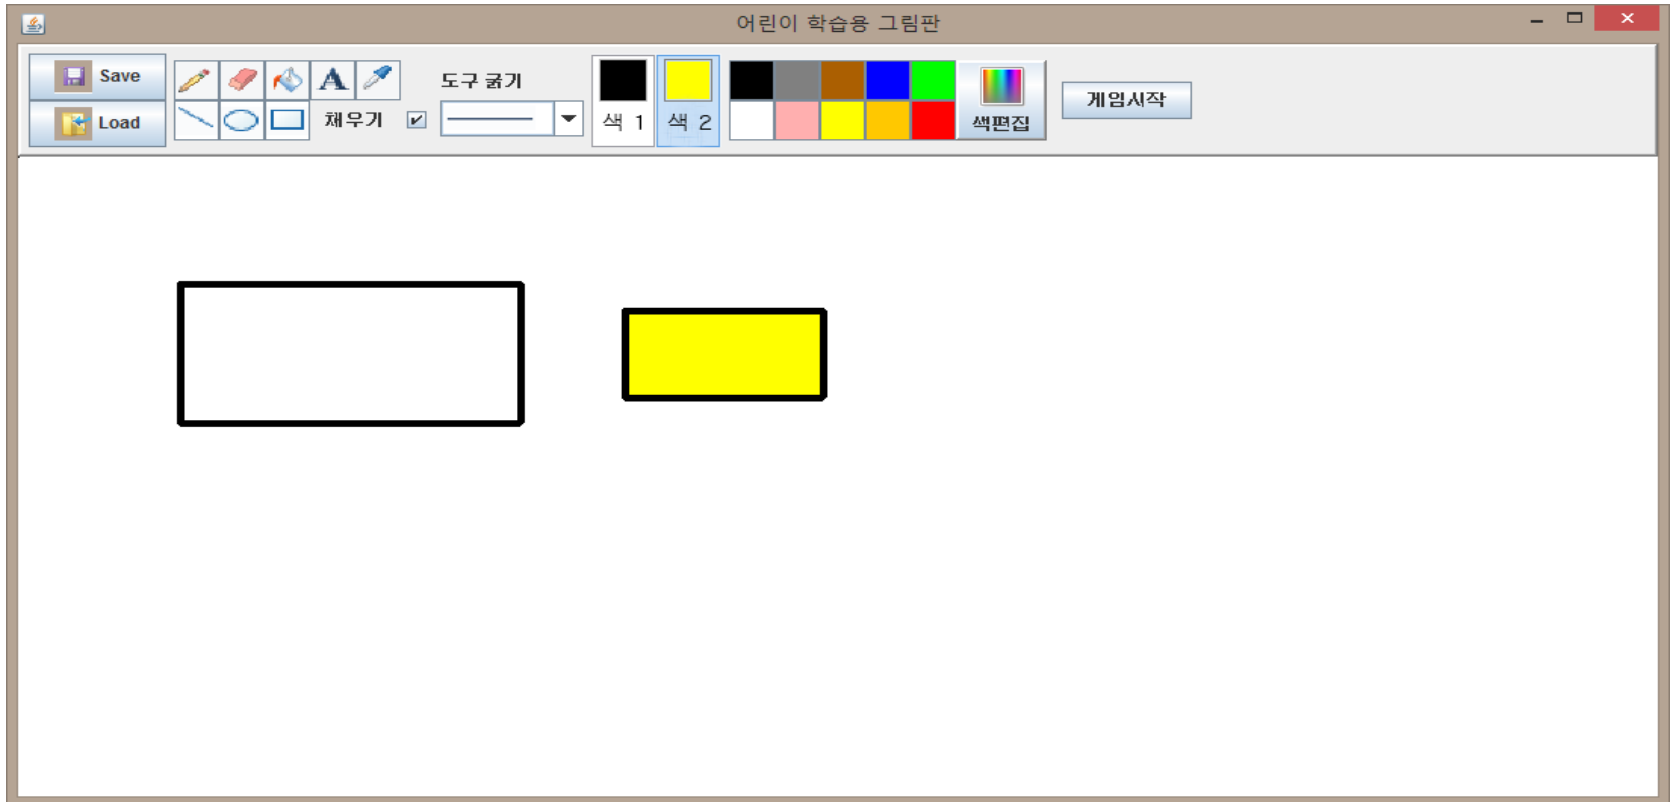 어린이 학습용 그림판
Save
Load
A
도구 굵기
채우기
색 1
색 2
색편집
게임시작